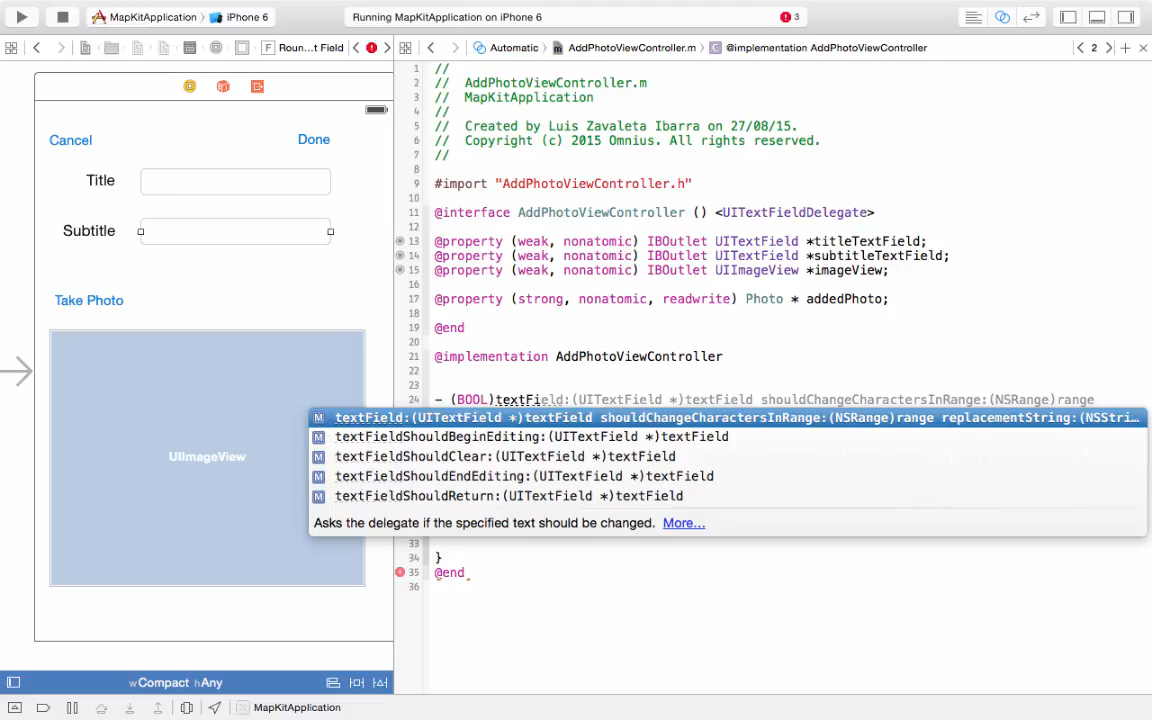 MapKitApplication 〉 iPhone 6
Running MapKitApplication on iPhone 6
3
F Roun…t Field
Automatic 〉 AddPhotoViewController.m 〉 C @implementation AddPhotoViewController
2
Cancel
Done
Title
Subtitle
Take Photo
UIImageView
wCompact hAny
1 //
2 //  AddPhotoViewController.m
3 //  MapKitApplication
4 //
5 //  Created by Luis Zavaleta Ibarra on 27/08/15.
6 //  Copyright (c) 2015 Omnius. All rights reserved.
7 //
8
9 #import "AddPhotoViewController.h"
10
11 @interface AddPhotoViewController () <UITextFieldDelegate>
12
13 @property (weak, nonatomic) IBOutlet UITextField *titleTextField;
14 @property (weak, nonatomic) IBOutlet UITextField *subtitleTextField;
15 @property (weak, nonatomic) IBOutlet UIImageView *imageView;
16
17 @property (strong, nonatomic, readwrite) Photo * addedPhoto;
18
19 @end
20
21 @implementation AddPhotoViewController
22
23
24 - (BOOL)textField:(UITextField *)textField shouldChangeCharactersInRange:(NSRange)range
M textField:(UITextField *)textField shouldChangeCharactersInRange:(NSRange)range replacementString:(NSStri…
M textFieldShouldBeginEditing:(UITextField *)textField
M textFieldShouldClear:(UITextField *)textField
M textFieldShouldEndEditing:(UITextField *)textField
M textFieldShouldReturn:(UITextField *)textField
Asks the delegate if the specified text should be changed. More…
33
34 }
35 @end
36
MapKitApplication